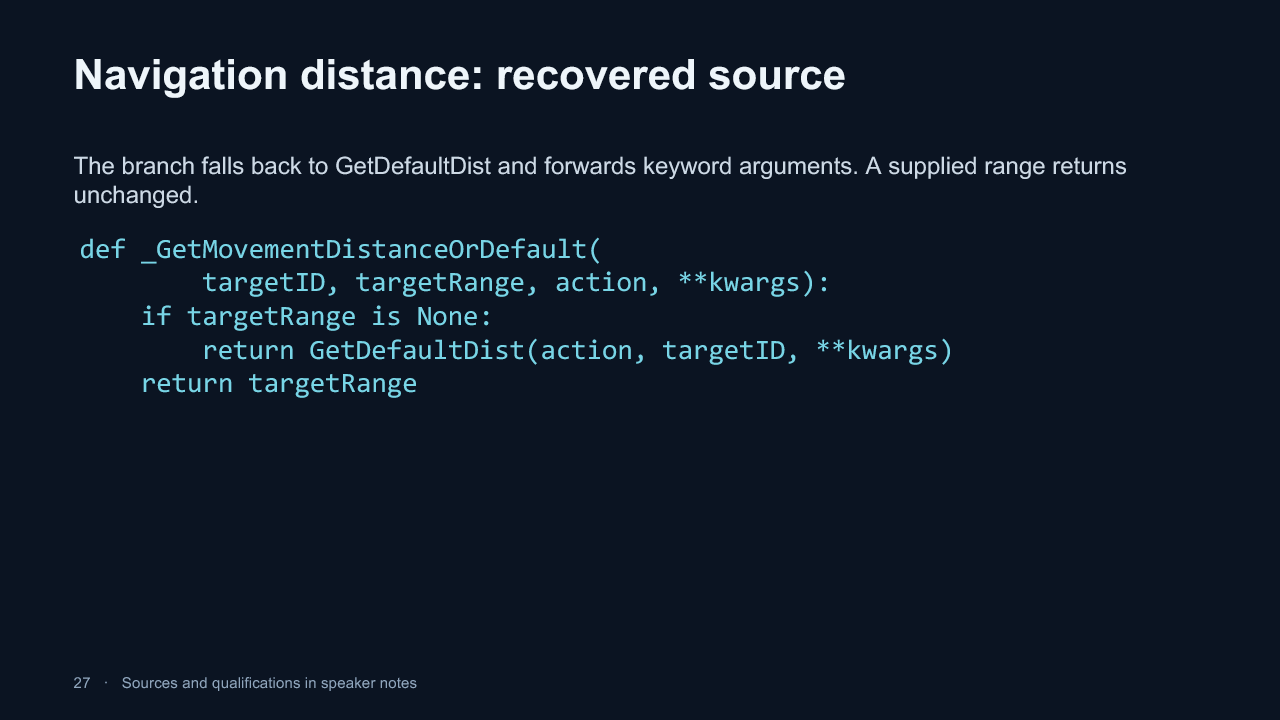 Navigation distance: recovered source
The branch falls back to GetDefaultDist and forwards keyword arguments. A supplied range returns
unchanged.
def _GetMovementDistanceOrDefault(
        targetID, targetRange, action, **kwargs):
    if targetRange is None:
        return GetDefaultDist(action, targetID, **kwargs)
    return targetRange
27 · Sources and qualifications in speaker notes